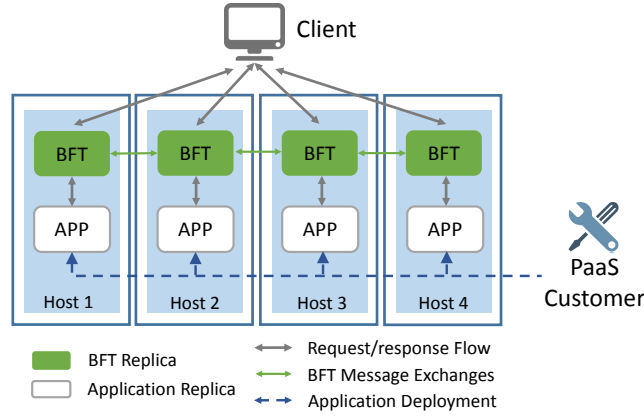 Client
BFT BFT BFT BFT
APP APP APP APP
Host 1 Host 2 Host 3 Host 4
PaaS
Customer
BFT Replica
Application Replica
Request/response Flow
BFT Message Exchanges
Application Deployment